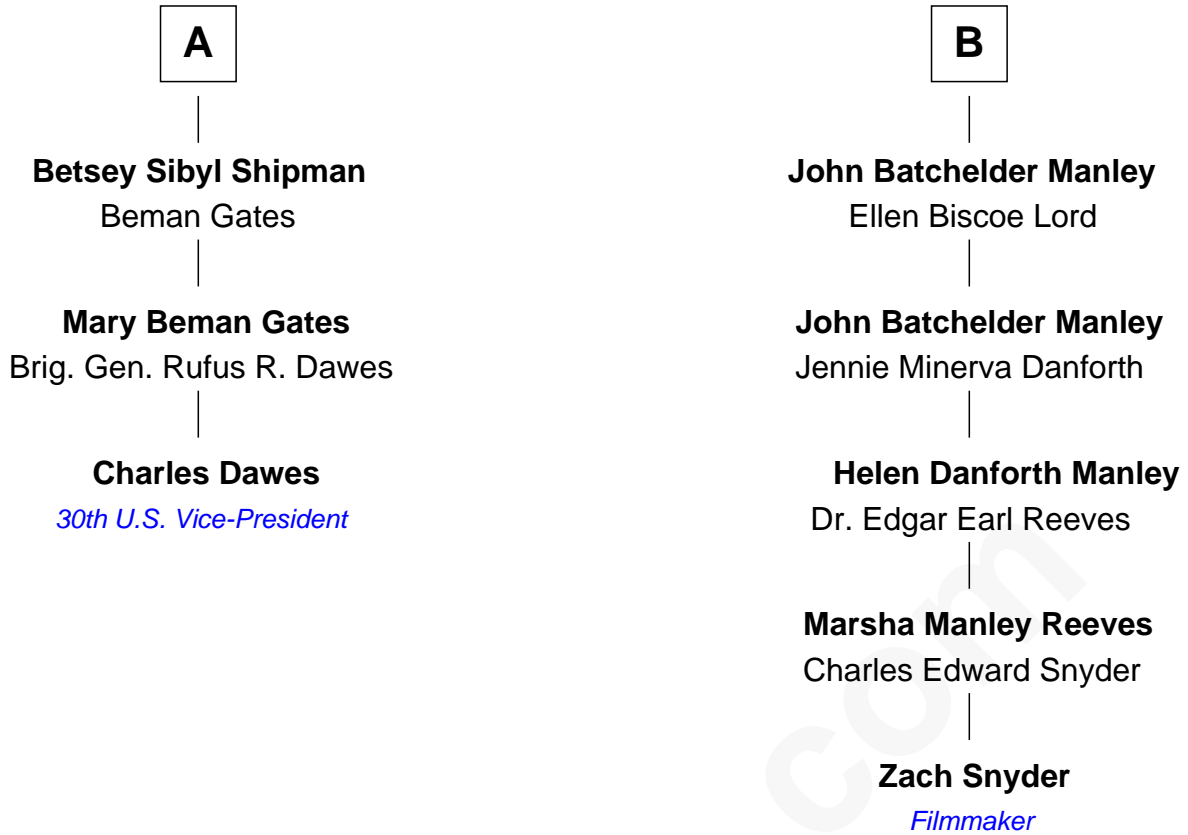 A
Betsey Sibyl Shipman
Beman Gates
Mary Beman Gates
Brig. Gen. Rufus R. Dawes
Charles Dawes
30th U.S. Vice-President
B
John Batchelder Manley
Ellen Biscoe Lord
John Batchelder Manley
Jennie Minerva Danforth
Helen Danforth Manley
Dr. Edgar Earl Reeves
Marsha Manley Reeves
Charles Edward Snyder
Zach Snyder
Filmmaker
com